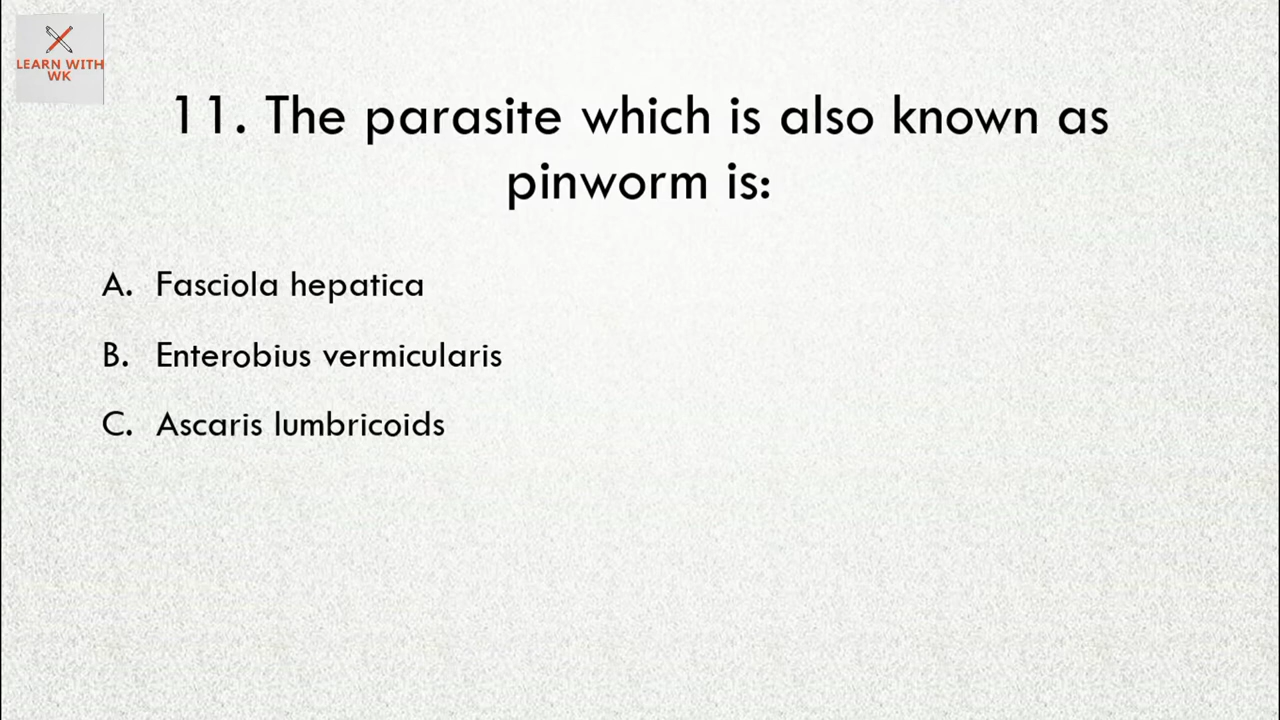 LEARN WITH
WK
11. The parasite which is also known as
pinworm is:
A. Fasciola hepatica
B. Enterobius vermicularis
C. Ascaris lumbricoids